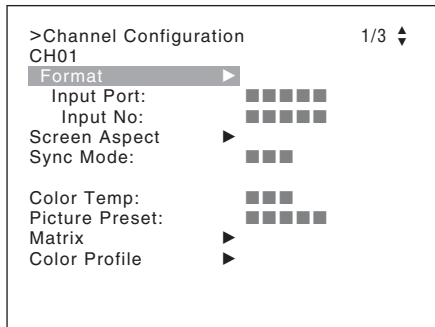 >Channel Configuration 1/3
CH01
Format
Input Port: ■■■■■
Input No: ■■■■■
Screen Aspect
Sync Mode: ■■■
Color Temp: ■■■
Picture Preset: ■■■■■
Matrix
Color Profile